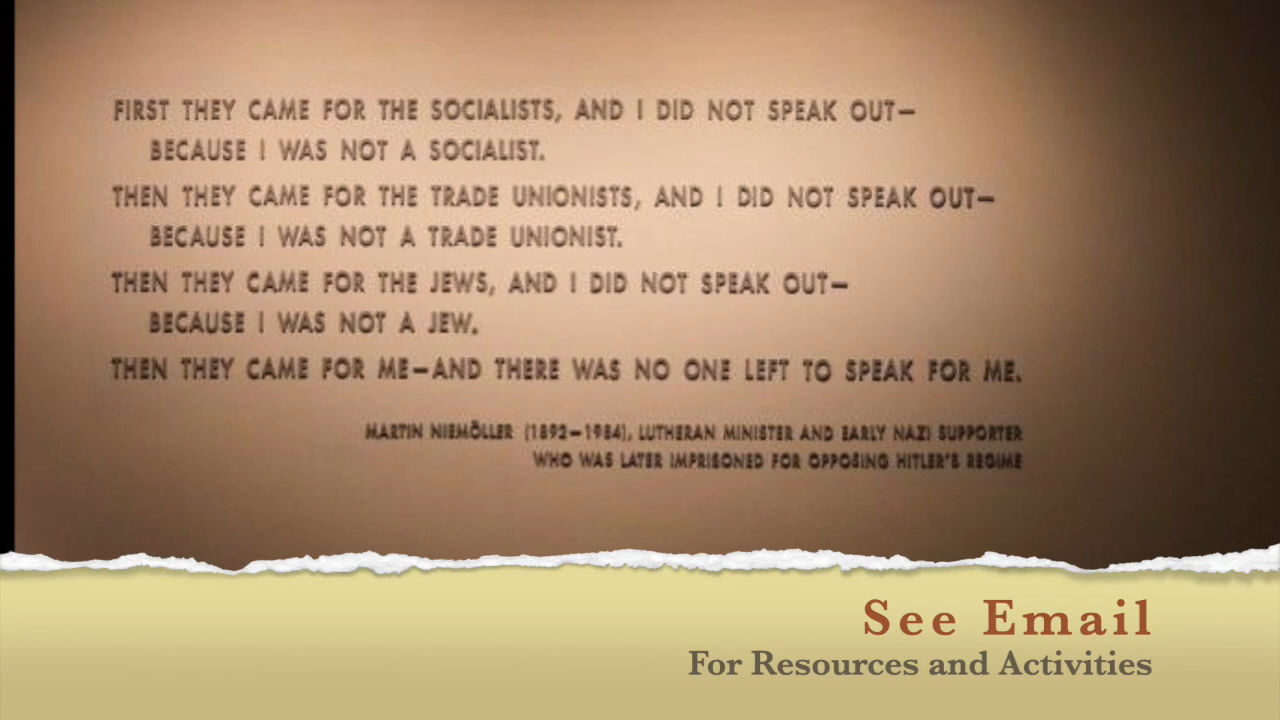 FIRST THEY CAME FOR THE SOCIALISTS, AND I DID NOT SPEAK OUT—
BECAUSE I WAS NOT A SOCIALIST.
THEN THEY CAME FOR THE TRADE UNIONISTS, AND I DID NOT SPEAK OUT—
BECAUSE I WAS NOT A TRADE UNIONIST.
THEN THEY CAME FOR THE JEWS, AND I DID NOT SPEAK OUT—
BECAUSE I WAS NOT A JEW.
THEN THEY CAME FOR ME—AND THERE WAS NO ONE LEFT TO SPEAK FOR ME.
MARTIN NIEMÖLLER (1892–1984), LUTHERAN MINISTER AND EARLY NAZI SUPPORTER
WHO WAS LATER IMPRISONED FOR OPPOSING HITLER'S REGIME
See Email
For Resources and Activities